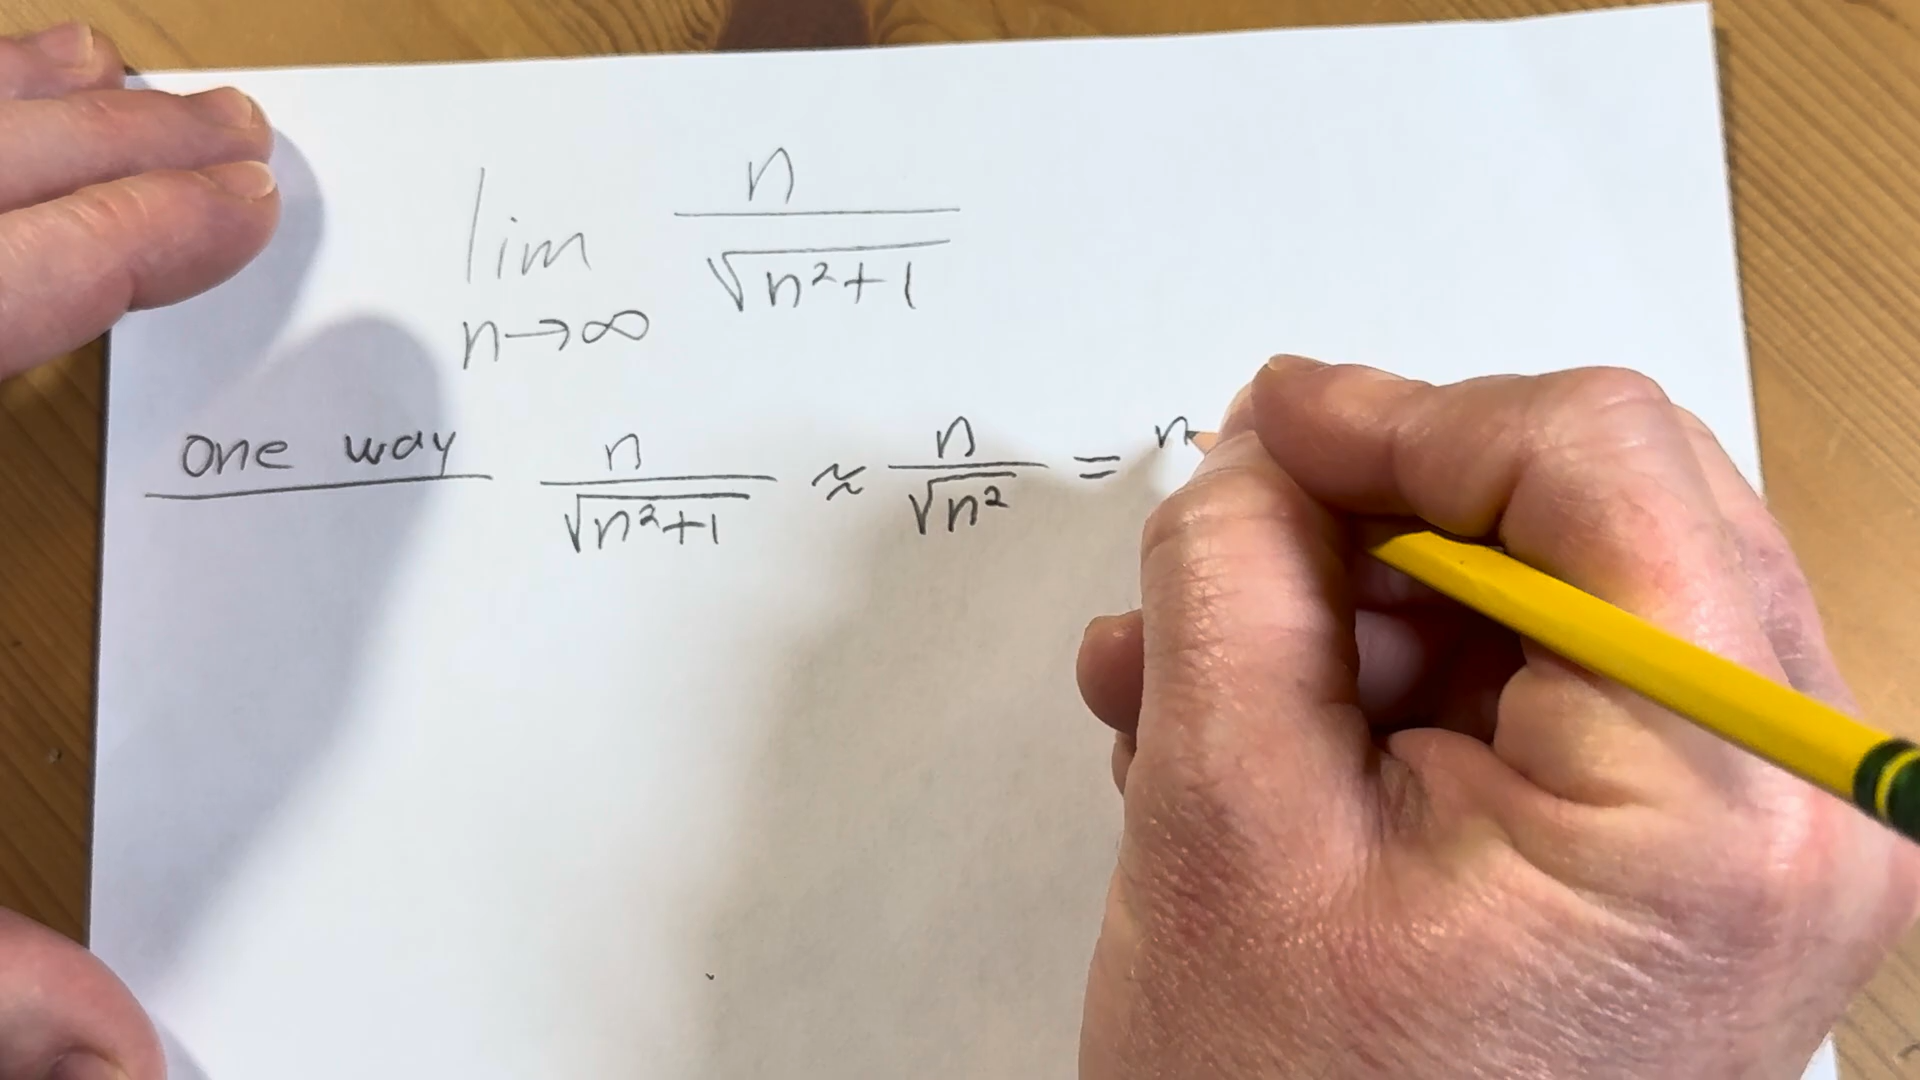 lim n→∞ n/√(n²+1)
one way n/√(n²+1) ≈ n/√(n²) = n